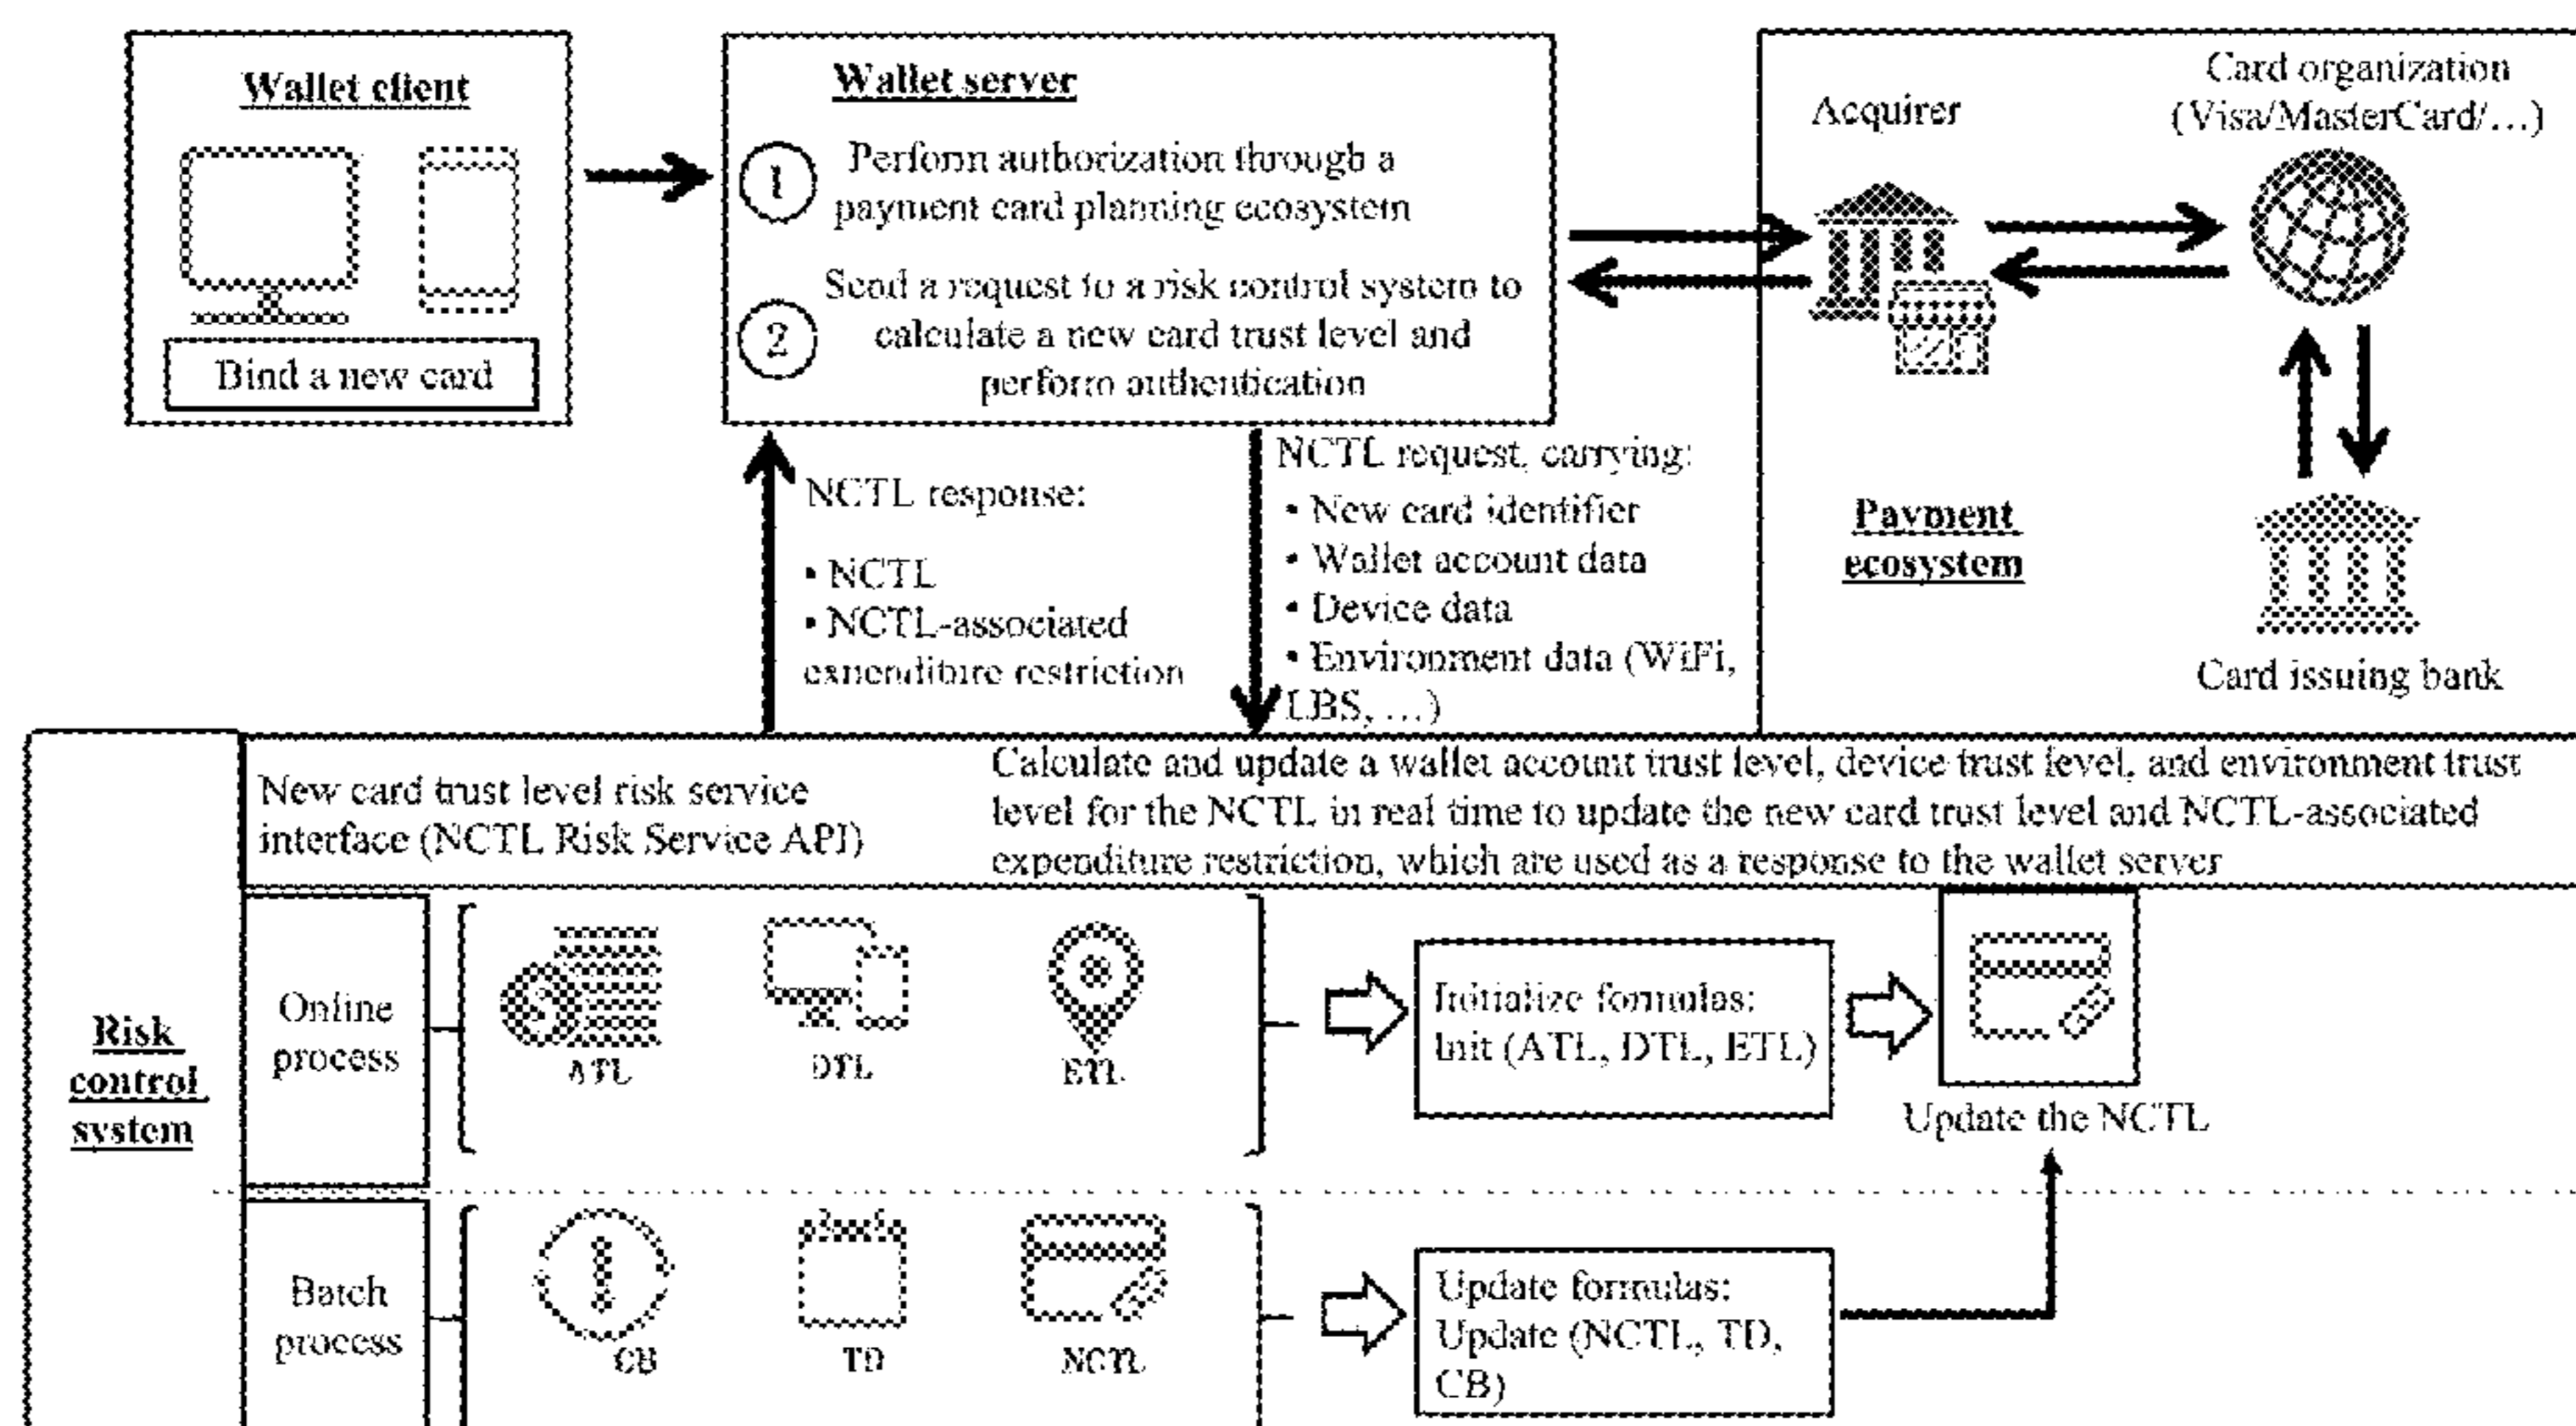 Wallet client
Bind a new card
Wallet server
1
Perform authorization through a
payment card planning ecosystem
2
Send a request to a risk control system to
calculate a new card trust level and
perform authentication
Acquirer
Card organization
(Visa/MasterCard/…)
Payment
ecosystem
Card issuing bank
NCTL response:
• NCTL
• NCTL-associated
expenditure restriction
NCTL request, carrying:
• New card identifier
• Wallet account data
• Device data
• Environment data (WiFi,
LBS, …)
Risk
control
system
New card trust level risk service
interface (NCTL Risk Service API)
Calculate and update a wallet account trust level, device trust level, and environment trust
level for the NCTL in real time to update the new card trust level and NCTL-associated
expenditure restriction, which are used as a response to the wallet server
Online
process
$
ATL
DTL
ETL
Initialize formulas:
Init (ATL, DTL, ETL)
Update the NCTL
Batch
process
CB
TD
NCTL
Update formulas:
Update (NCTL, TD,
CB)